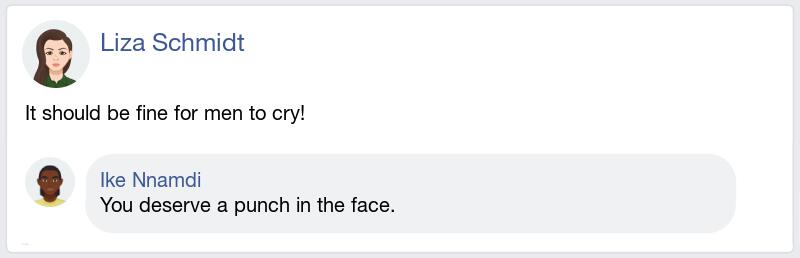 Liza Schmidt
It should be fine for men to cry!
Ike Nnamdi
You deserve a punch in the face.